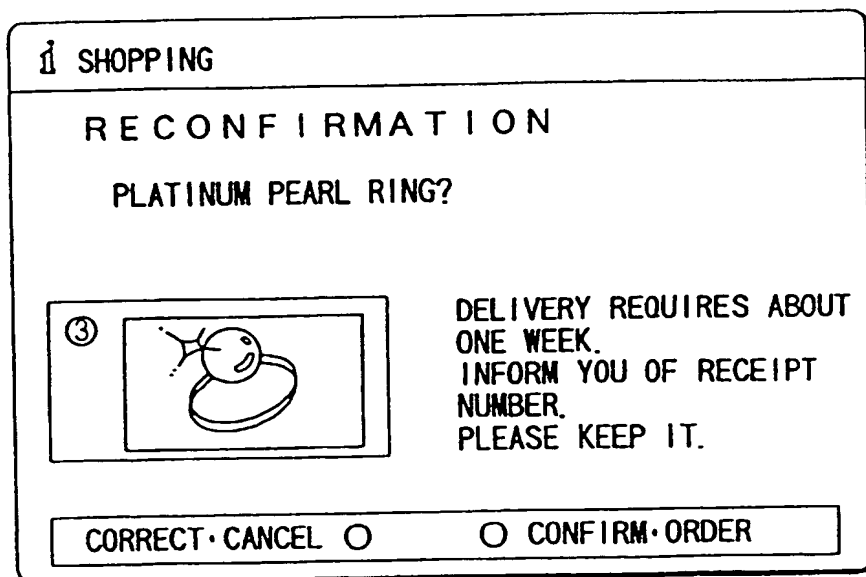 SHOPPING
RECONFIRMATION
PLATINUM PEARL RING?
③
DELIVERY REQUIRES ABOUT
ONE WEEK.
INFORM YOU OF RECEIPT
NUMBER.
PLEASE KEEP IT.
CORRECT·CANCEL ○ ○ CONFIRM·ORDER